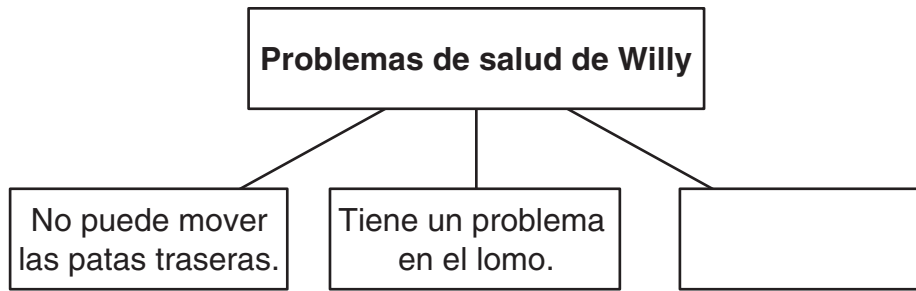 Problemas de salud de Willy
No puede mover
las patas traseras.
Tiene un problema
en el lomo.